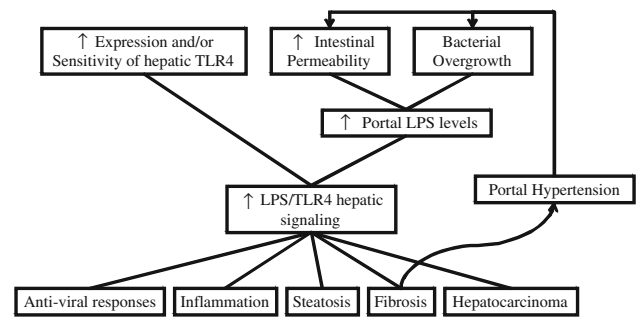 ↑ Expression and/or
Sensitivity of hepatic TLR4
↑ Intestinal
Permeability
Bacterial
Overgrowth
↑ Portal LPS levels
↑ LPS/TLR4 hepatic
signaling
Portal Hypertension
Anti-viral responses
Inflammation
Steatosis
Fibrosis
Hepatocarcinoma